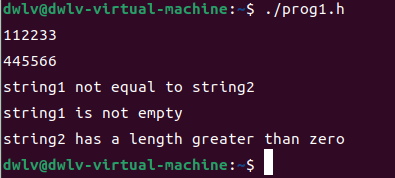 dwlv@dwlv-virtual-machine:~$ ./prog1.h
112233
445566
string1 not equal to string2
string1 is not empty
string2 has a length greater than zero
dwlv@dwlv-virtual-machine:~$